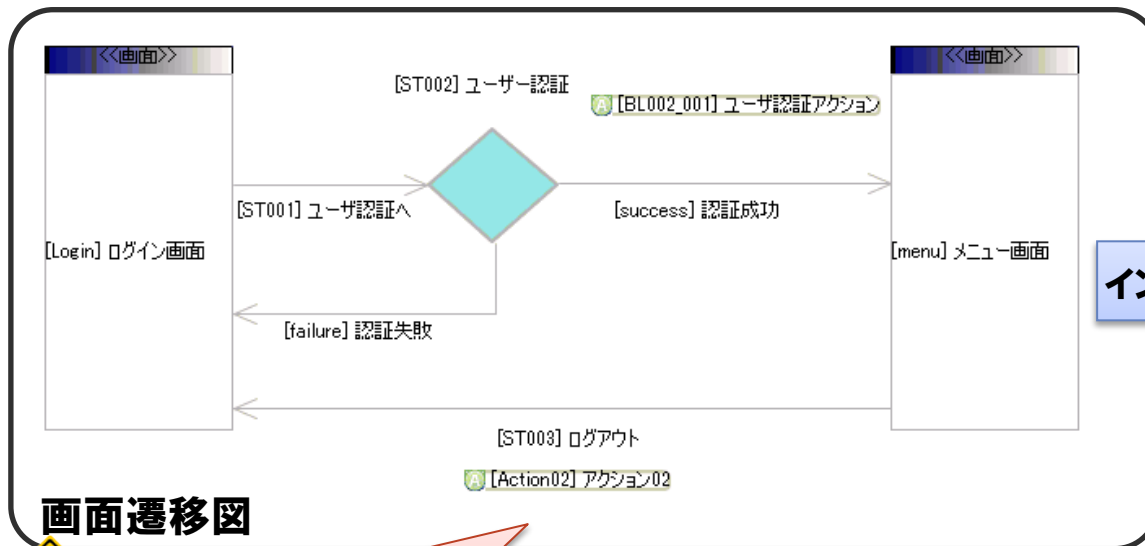 <<画面>>
<<画面>>
[ST002] ユーザー認証
[BL002_001] ユーザ認証アクション
[ST001] ユーザ認証へ
[success] 認証成功
[Login] ログイン画面
[menu] メニュー画面
[failure] 認証失敗
[ST003] ログアウト
[Action02] アクション02
画面遷移図